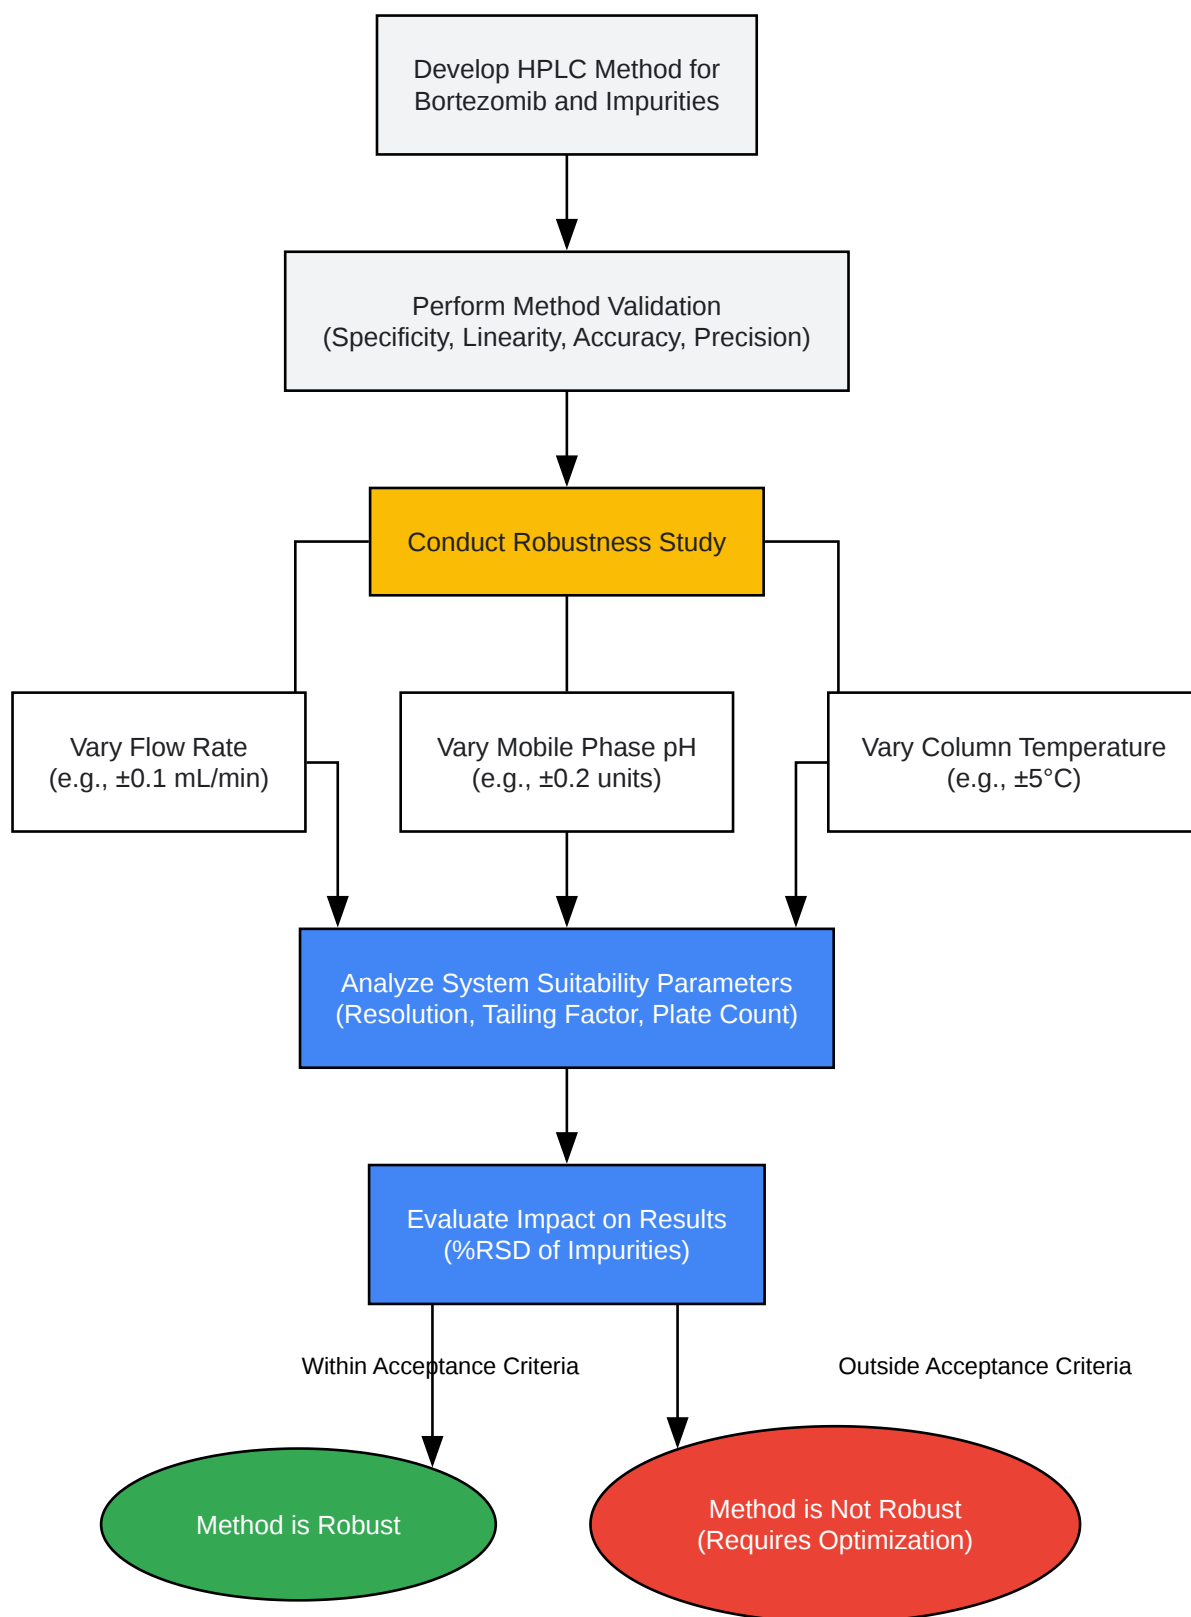 Develop HPLC Method for
Bortezomib and Impurities
Perform Method Validation
(Specificity, Linearity, Accuracy, Precision)
Conduct Robustness Study
Vary Flow Rate
(e.g., ±0.1 mL/min)
Vary Mobile Phase pH
(e.g., ±0.2 units)
Vary Column Temperature
(e.g., ±5°C)
Analyze System Suitability Parameters
(Resolution, Tailing Factor, Plate Count)
Evaluate Impact on Results
(%RSD of Impurities)
Within Acceptance Criteria
Outside Acceptance Criteria
Method is Robust
Method is Not Robust
(Requires Optimization)